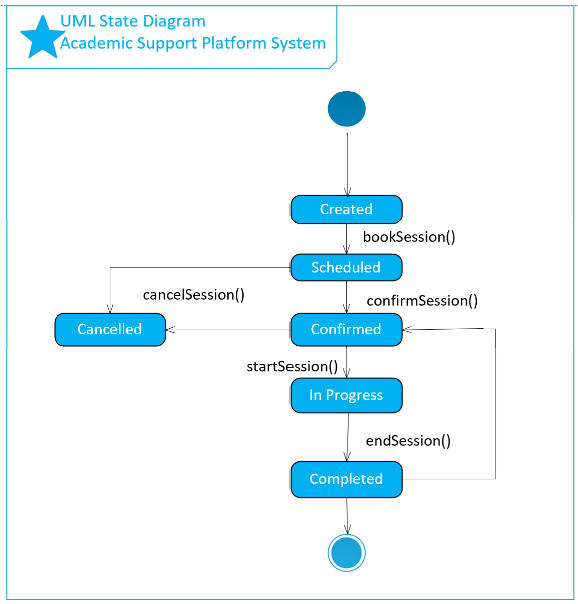 UML State Diagram
Academic Support Platform System
Created
bookSession()
Scheduled
cancelSession()
confirmSession()
Cancelled
Confirmed
startSession()
In Progress
endSession()
Completed